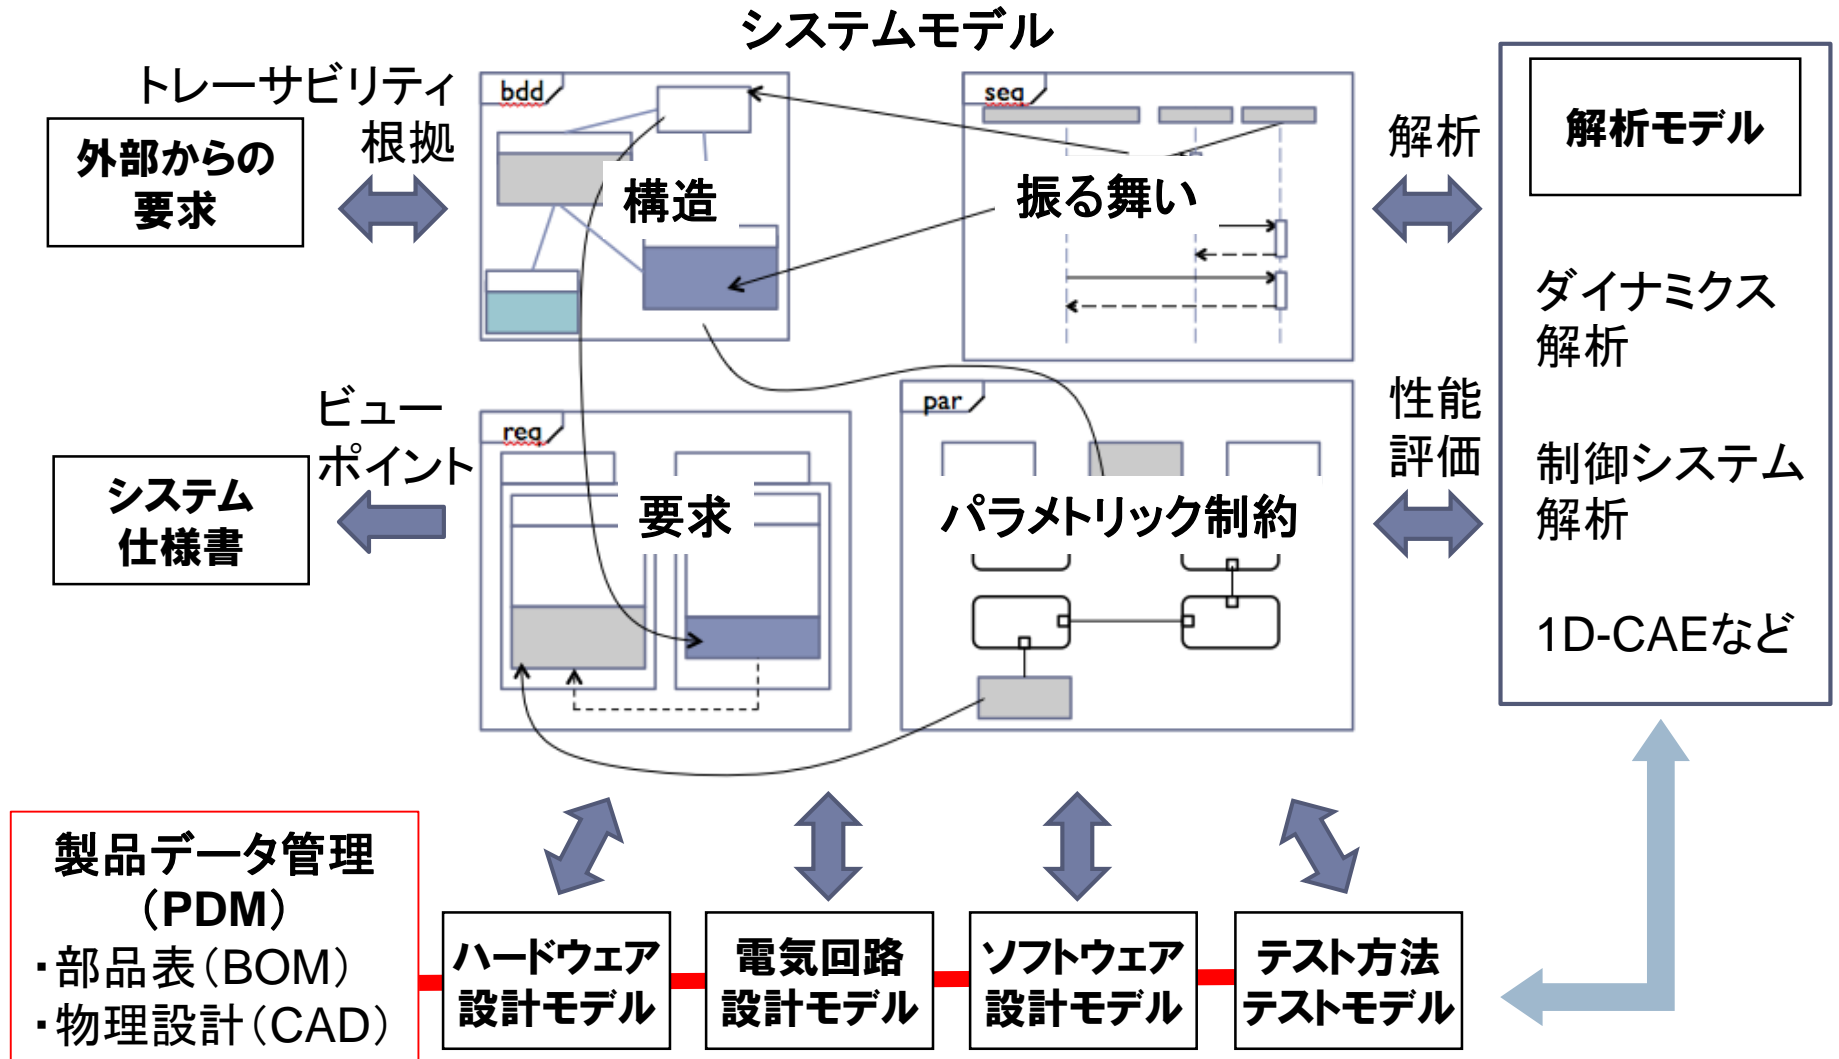 システムモデル
トレーサビリティ
根拠
外部からの
要求
bdd
構造
seq
振る舞い
解析
解析モデル
ダイナミクス
解析
ビュー
ポイント
システム
仕様書
req
要求
par
パラメトリック制約
性能
評価
制御システム
解析
1D-CAEなど
製品データ管理
（PDM）
・部品表（BOM）
・物理設計（CAD）
ハードウェア
設計モデル
電気回路
設計モデル
ソフトウェア
設計モデル
テスト方法
テストモデル